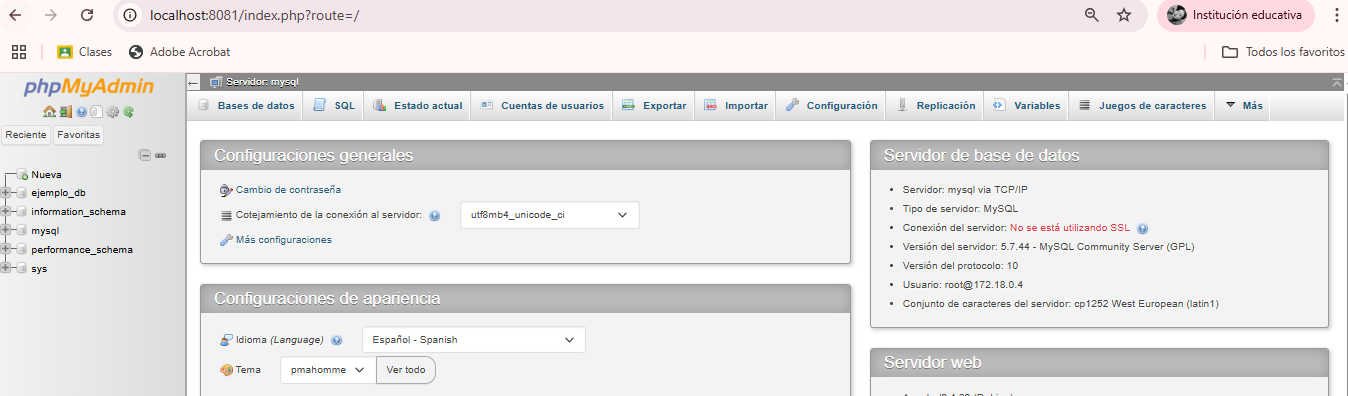 localhost:8081/index.php?route=/
Institución educativa
Clases
Adobe Acrobat
Todos los favoritos
phpMyAdmin
Reciente
Favoritas
Nueva
ejemplo_db
information_schema
mysql
performance_schema
sys
Servidor: mysql
Bases de datos
SQL
Estado actual
Cuentas de usuarios
Exportar
Importar
Configuración
Replicación
Variables
Juegos de caracteres
Más
Configuraciones generales
Cambio de contraseña
Cotejamiento de la conexión al servidor:
utf8mb4_unicode_ci
Más configuraciones
Configuraciones de apariencia
Idioma (Language)
Español - Spanish
Tema
pmahomme
Ver todo
Servidor de base de datos
Servidor: mysql via TCP/IP
Tipo de servidor: MySQL
Conexión del servidor: No se está utilizando SSL
Versión del servidor: 5.7.44 - MySQL Community Server (GPL)
Versión del protocolo: 10
Usuario: root@172.18.0.4
Conjunto de caracteres del servidor: cp1252 West European (latin1)
Servidor web